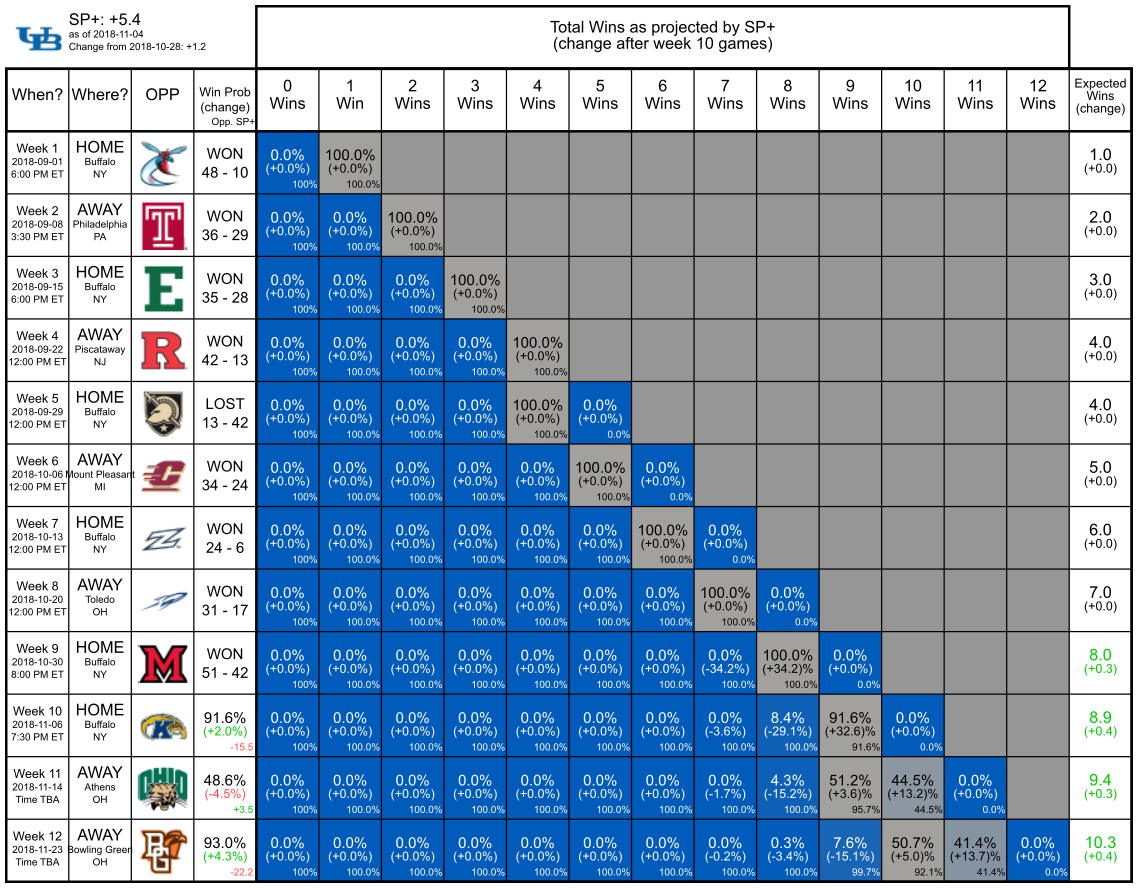 UB SP+: +5.4
as of 2018-11-04
Change from 2018-10-28: +1.2
Total Wins as projected by SP+
(change after week 10 games)
When? Where? OPP Win Prob (change) Opp. SP+
0 Wins 1 Win 2 Wins 3 Wins 4 Wins 5 Wins 6 Wins 7 Wins 8 Wins 9 Wins 10 Wins 11 Wins 12 Wins
Expected Wins (change)
Week 1 HOME WON 0.0% 100.0% 1.0
2018-09-01 Buffalo (+0.0%) (+0.0%) (+0.0)
6:00 PM ET NY 48 - 10 100% 100.0%
Week 2 AWAY T WON 0.0% 0.0% 100.0% 2.0
2018-09-08 Philadelphia (+0.0%) (+0.0%) (+0.0%) (+0.0)
3:30 PM ET PA 36 - 29 100% 100.0% 100.0%
Week 3 HOME E WON 0.0% 0.0% 0.0% 100.0% 3.0
2018-09-15 Buffalo (+0.0%) (+0.0%) (+0.0%) (+0.0%) (+0.0)
6:00 PM ET NY 35 - 28 100% 100.0% 100.0% 100.0%
Week 4 AWAY R WON 0.0% 0.0% 0.0% 0.0% 100.0% 4.0
2018-09-22 Piscataway (+0.0%) (+0.0%) (+0.0%) (+0.0%) (+0.0%) (+0.0)
12:00 PM ET NJ 42 - 13 100% 100.0% 100.0% 100.0% 100.0%
Week 5 HOME LOST 0.0% 0.0% 0.0% 0.0% 100.0% 0.0% 4.0
2018-09-29 Buffalo (+0.0%) (+0.0%) (+0.0%) (+0.0%) (+0.0%) (+0.0%) (+0.0)
12:00 PM ET NY 13 - 42 100% 100.0% 100.0% 100.0% 100.0% 0.0%
Week 6 AWAY C WON 0.0% 0.0% 0.0% 0.0% 0.0% 100.0% 0.0% 5.0
2018-10-06 Mount Pleasant (+0.0%) (+0.0%) (+0.0%) (+0.0%) (+0.0%) (+0.0%) (+0.0%) (+0.0)
12:00 PM ET MI 34 - 24 100% 100.0% 100.0% 100.0% 100.0% 100.0% 0.0%
Week 7 HOME Z WON 0.0% 0.0% 0.0% 0.0% 0.0% 0.0% 100.0% 0.0% 6.0
2018-10-13 Buffalo (+0.0%) (+0.0%) (+0.0%) (+0.0%) (+0.0%) (+0.0%) (+0.0%) (+0.0%) (+0.0)
12:00 PM ET NY 24 - 6 100% 100.0% 100.0% 100.0% 100.0% 100.0% 100.0% 0.0%
Week 8 AWAY WON 0.0% 0.0% 0.0% 0.0% 0.0% 0.0% 0.0% 100.0% 0.0% 7.0
2018-10-20 Toledo (+0.0%) (+0.0%) (+0.0%) (+0.0%) (+0.0%) (+0.0%) (+0.0%) (+0.0%) (+0.0%) (+0.0)
12:00 PM ET OH 31 - 17 100% 100.0% 100.0% 100.0% 100.0% 100.0% 100.0% 100.0% 0.0%
Week 9 HOME M WON 0.0% 0.0% 0.0% 0.0% 0.0% 0.0% 0.0% 0.0% 100.0% 0.0% 8.0
2018-10-30 Buffalo (+0.0%) (+0.0%) (+0.0%) (+0.0%) (+0.0%) (+0.0%) (+0.0%) (-34.2%) (+34.2)% (+0.0%) (+0.3)
8:00 PM ET NY 51 - 42 100% 100.0% 100.0% 100.0% 100.0% 100.0% 100.0% 100.0% 100.0% 0.0%
Week 10 HOME K 91.6% 0.0% 0.0% 0.0% 0.0% 0.0% 0.0% 0.0% 0.0% 8.4% 91.6% 0.0% 8.9
2018-11-06 Buffalo (+2.0%) (+0.0%) (+0.0%) (+0.0%) (+0.0%) (+0.0%) (+0.0%) (+0.0%) (-3.6%) (-29.1%) (+32.6)% (+0.0%) (+0.4)
7:30 PM ET NY -15.5 100% 100.0% 100.0% 100.0% 100.0% 100.0% 100.0% 100.0% 100.0% 91.6% 0.0%
Week 11 AWAY OHIO 48.6% 0.0% 0.0% 0.0% 0.0% 0.0% 0.0% 0.0% 0.0% 4.3% 51.2% 44.5% 0.0% 9.4
2018-11-14 Athens (-4.5%) (+0.0%) (+0.0%) (+0.0%) (+0.0%) (+0.0%) (+0.0%) (+0.0%) (-1.7%) (-15.2%) (+3.6)% (+13.2)% (+0.0%) (+0.3)
Time TBA OH +3.5 100% 100.0% 100.0% 100.0% 100.0% 100.0% 100.0% 100.0% 100.0% 95.7% 44.5% 0.0%
Week 12 AWAY BG 93.0% 0.0% 0.0% 0.0% 0.0% 0.0% 0.0% 0.0% 0.0% 0.3% 7.6% 50.7% 41.4% 0.0% 10.3
2018-11-23 Bowling Green (+4.3%) (+0.0%) (+0.0%) (+0.0%) (+0.0%) (+0.0%) (+0.0%) (+0.0%) (-0.2%) (-3.4%) (-15.1%) (+5.0)% (+13.7)% (+0.0%) (+0.4)
Time TBA OH -22.2 100% 100.0% 100.0% 100.0% 100.0% 100.0% 100.0% 100.0% 100.0% 99.7% 92.1% 41.4% 0.0%